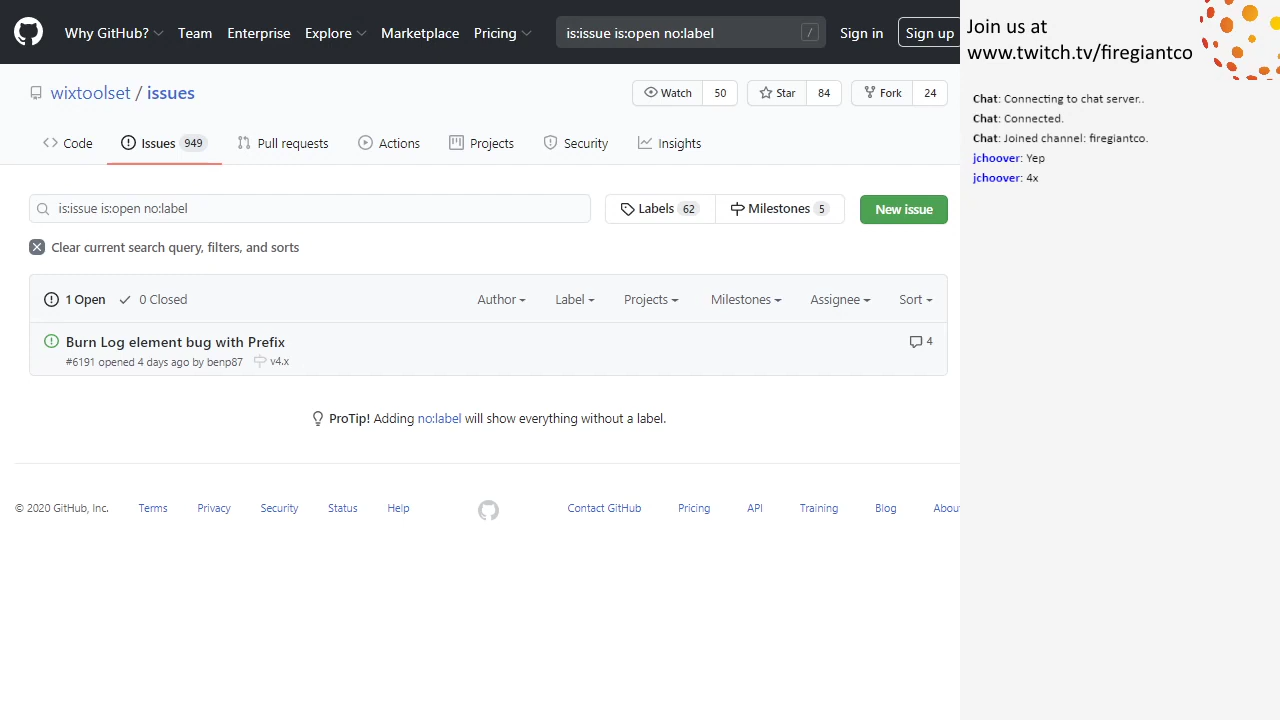 Why GitHub? Team Enterprise Explore Marketplace Pricing is:issue is:open no:label / Sign in Sign up
Join us at
www.twitch.tv/firegiantco
wixtoolset / issues
Watch 50 Star 84 Fork 24
Code Issues 949 Pull requests Actions Projects Security Insights
Chat: Connecting to chat server..
Chat: Connected.
Chat: Joined channel: firegiantco.
jchoover: Yep
jchoover: 4x
is:issue is:open no:label Labels 62 Milestones 5 New issue
Clear current search query, filters, and sorts
1 Open 0 Closed Author Label Projects Milestones Assignee Sort
Burn Log element bug with Prefix 4
#6191 opened 4 days ago by benp87 v4.x
ProTip! Adding no:label will show everything without a label.
© 2020 GitHub, Inc. Terms Privacy Security Status Help Contact GitHub Pricing API Training Blog About